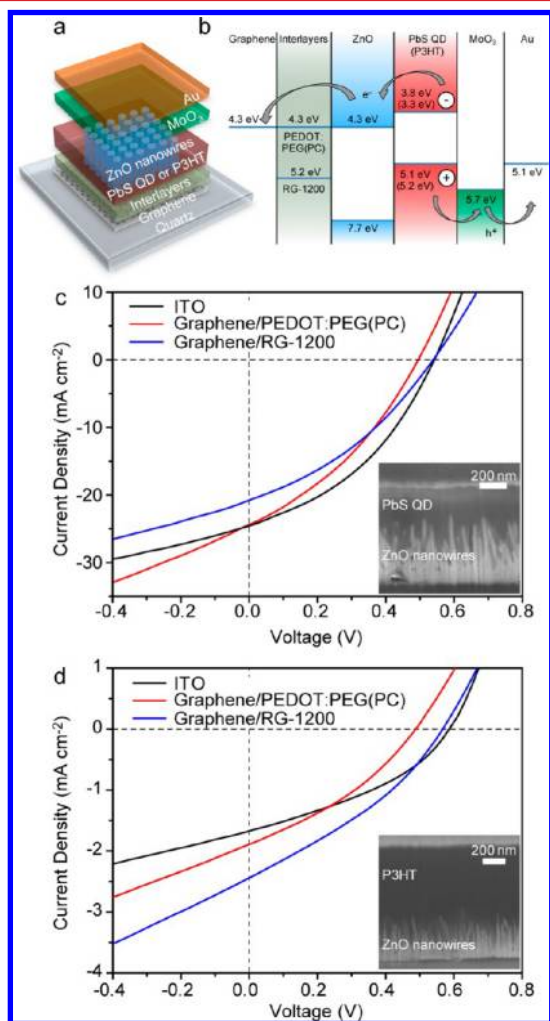 a
Au
MoO3
ZnO nanowires
PbS QD or P3HT
Interlayers
Graphene
Quartz
b
Graphene Interlayers ZnO PbS QD (P3HT) MoO3 Au
e-
3.8 eV
(3.3 eV)
-
4.3 eV 4.3 eV 4.3 eV
PEDOT:
PEG(PC)
5.2 eV
RG-1200
5.1 eV
(5.2 eV)
+
5.1 eV
5.7 eV
7.7 eV
h+
c
ITO
Graphene/PEDOT:PEG(PC)
Graphene/RG-1200
Current Density (mA cm-2)
10
0
-10
-20
-30
200 nm
PbS QD
ZnO nanowires
-0.4 -0.2 0.0 0.2 0.4 0.6 0.8
Voltage (V)
d
ITO
Graphene/PEDOT:PEG(PC)
Graphene/RG-1200
Current Density (mA cm-2)
1
0
-1
-2
-3
-4
200 nm
P3HT
ZnO nanowires
-0.4 -0.2 0.0 0.2 0.4 0.6 0.8
Voltage (V)